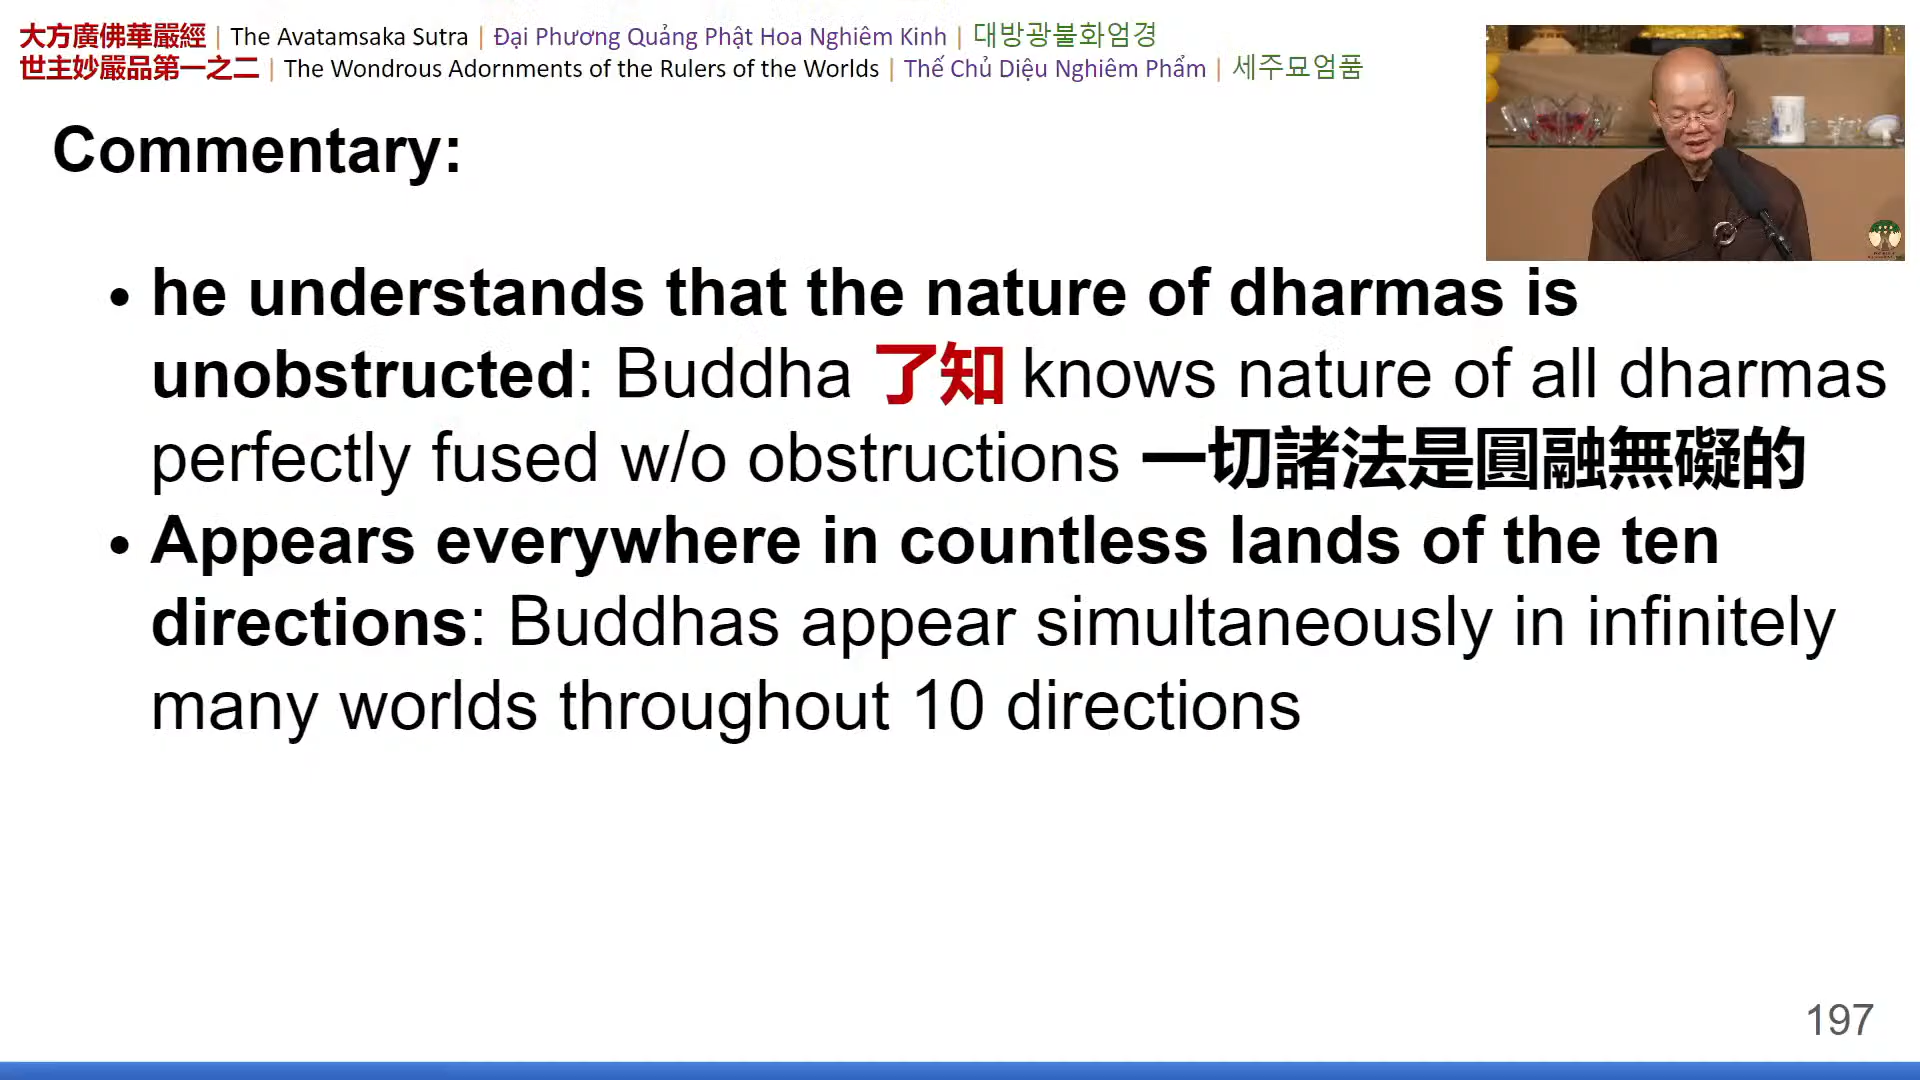 大方廣佛華嚴經 | The Avatamsaka Sutra | Đại Phương Quảng Phật Hoa Nghiêm Kinh | 대방광불화엄경
世主妙嚴品第一之二 | The Wondrous Adornments of the Rulers of the Worlds | Thế Chủ Diệu Nghiêm Phẩm | 세주묘엄품
Commentary:
• he understands that the nature of dharmas is
unobstructed: Buddha 了知 knows nature of all dharmas
perfectly fused w/o obstructions 一切諸法是圓融無礙的
• Appears everywhere in countless lands of the ten
directions: Buddhas appear simultaneously in infinitely
many worlds throughout 10 directions
197